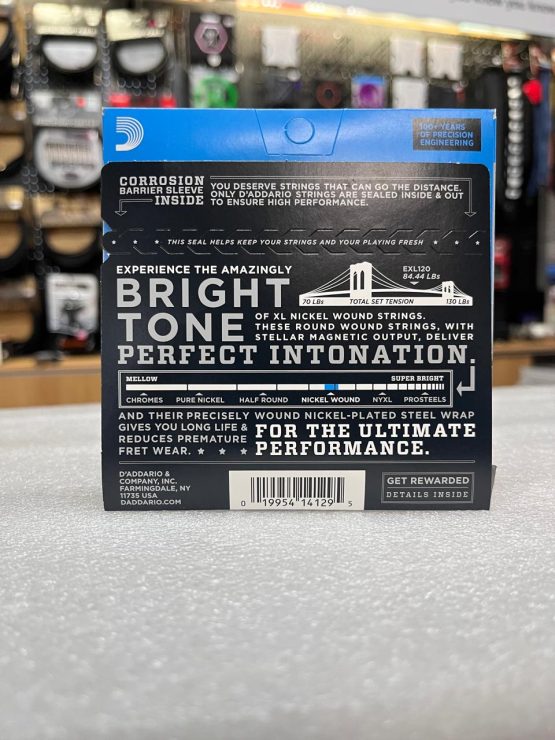 100+ YEARS
OF PRECISION
ENGINEERING
CORROSION
BARRIER SLEEVE
INSIDE
YOU DESERVE STRINGS THAT CAN GO THE DISTANCE.
ONLY D'ADDARIO STRINGS ARE SEALED INSIDE & OUT
TO ENSURE HIGH PERFORMANCE.
THIS SEAL HELPS KEEP YOUR STRINGS AND YOUR PLAYING FRESH
EXPERIENCE THE AMAZINGLY
BRIGHT
TONE
EXL120
84.44 LBs
70 LBs
TOTAL SET TENSION
130 LBs
OF XL NICKEL WOUND STRINGS.
THESE ROUND WOUND STRINGS, WITH
STELLAR MAGNETIC OUTPUT, DELIVER
PERFECT INTONATION.
MELLOW
SUPER BRIGHT
CHROMES
PURE NICKEL
HALF ROUND
NICKEL WOUND
NYXL
PROSTEELS
AND THEIR PRECISELY WOUND NICKEL-PLATED STEEL WRAP
GIVES YOU LONG LIFE &
REDUCES PREMATURE
FRET WEAR.
FOR THE ULTIMATE
PERFORMANCE.
D'ADDARIO &
COMPANY, INC.
FARMINGDALE, NY
11735 USA
DADDARIO.COM
0 19954 14129 5
GET REWARDED
DETAILS INSIDE